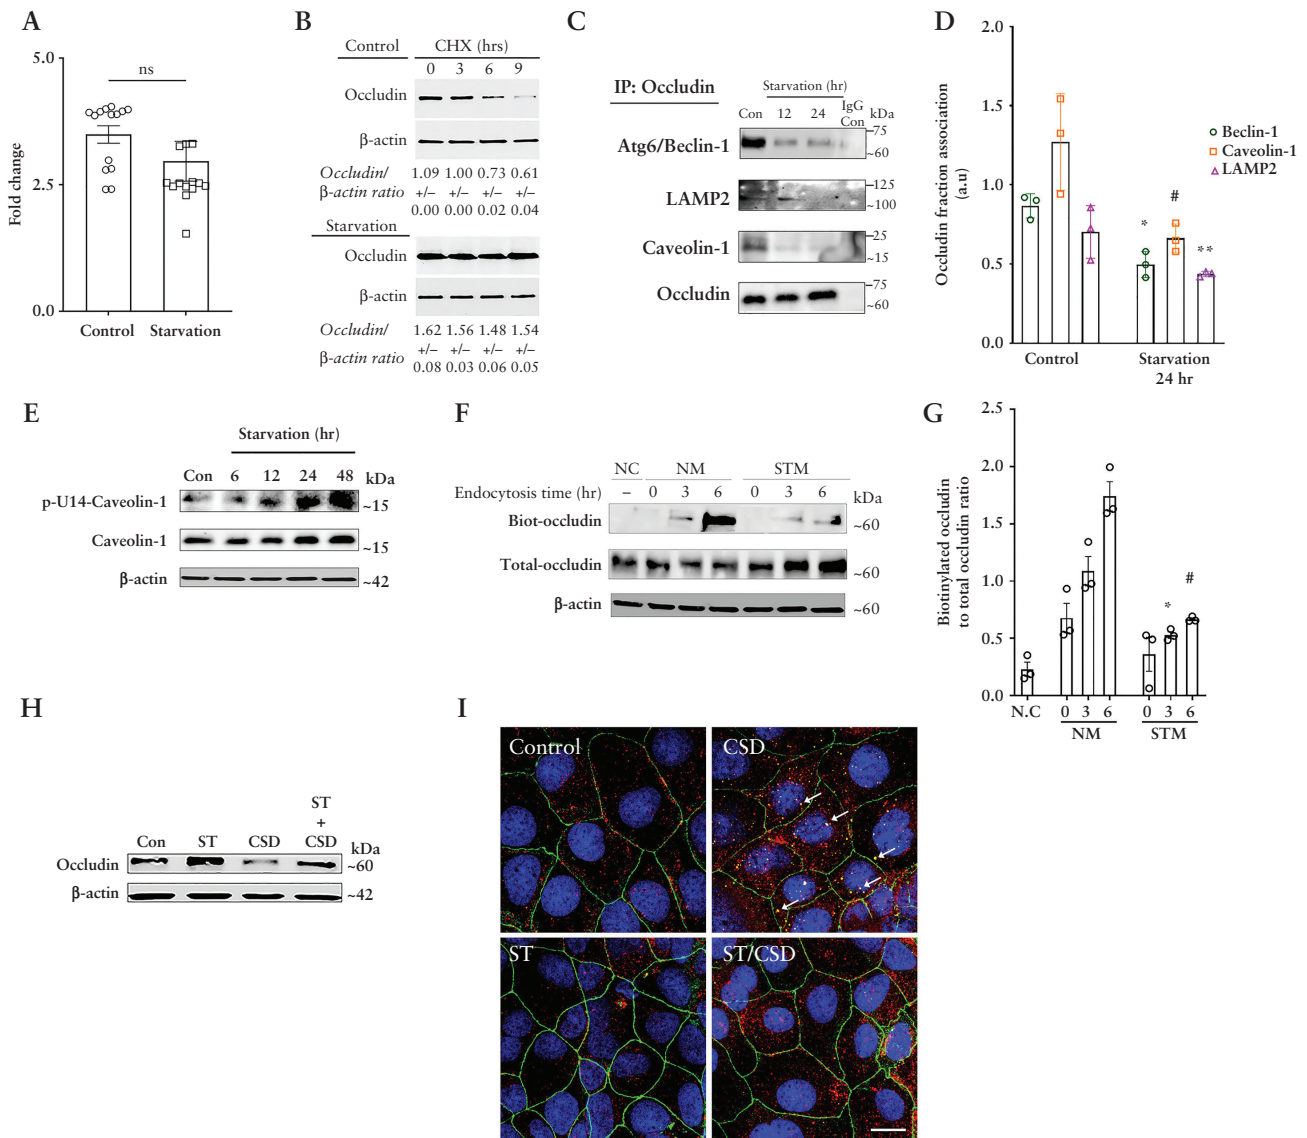 A
5.0
2.5
0.0
Fold change
ns
Control Starvation
B
Control CHX (hrs)
0 3 6 9
Occludin
β-actin
Occludin/ 1.09 1.00 0.73 0.61
β-actin ratio +/– +/– +/– +/–
0.00 0.00 0.02 0.04
Starvation
Occludin
β-actin
Occludin/ 1.62 1.56 1.48 1.54
β-actin ratio +/– +/– +/– +/–
0.08 0.03 0.06 0.05
C
IP: Occludin
Starvation (hr)
Con 12 24 IgG Con kDa
Atg6/Beclin-1
75
~60
LAMP2
12.5
~100
Caveolin-1
25
~15
Occludin
75
~60
D
2.0
1.5
1.0
0.5
0.0
Occludin fraction association
(a.u)
* # **
Control Starvation
24 hr
Beclin-1
Caveolin-1
LAMP2
E
Starvation (hr)
Con 6 12 24 48 kDa
p-U14-Caveolin-1 ~15
Caveolin-1 ~15
β-actin ~42
F
NC NM STM
Endocytosis time (hr) – 0 3 6 0 3 6 kDa
Biot-occludin ~60
Total-occludin ~60
β-actin ~60
G
2.5
2.0
1.5
1.0
0.5
0.0
Biotinylated occludin
to total occludin ratio
* #
N.C 0 3 6 0 3 6
NM STM
H
Con ST CSD ST + CSD kDa
Occludin ~60
β-actin ~42
I
Control CSD
ST ST/CSD